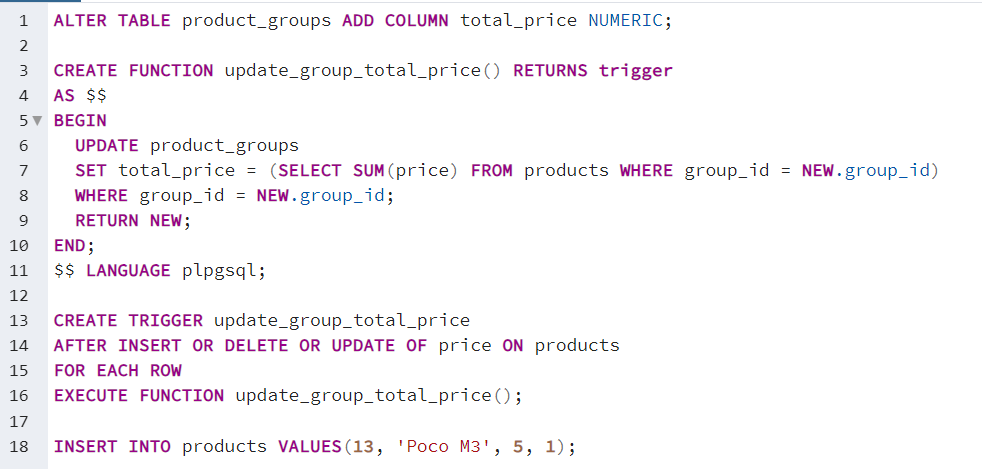 1 ALTER TABLE product_groups ADD COLUMN total_price NUMERIC;
2
3 CREATE FUNCTION update_group_total_price() RETURNS trigger
4 AS $$
5 BEGIN
6 UPDATE product_groups
7 SET total_price = (SELECT SUM(price) FROM products WHERE group_id = NEW.group_id)
8 WHERE group_id = NEW.group_id;
9 RETURN NEW;
10 END;
11 $$ LANGUAGE plpgsql;
12
13 CREATE TRIGGER update_group_total_price
14 AFTER INSERT OR DELETE OR UPDATE OF price ON products
15 FOR EACH ROW
16 EXECUTE FUNCTION update_group_total_price();
17
18 INSERT INTO products VALUES(13, 'Poco M3', 5, 1);